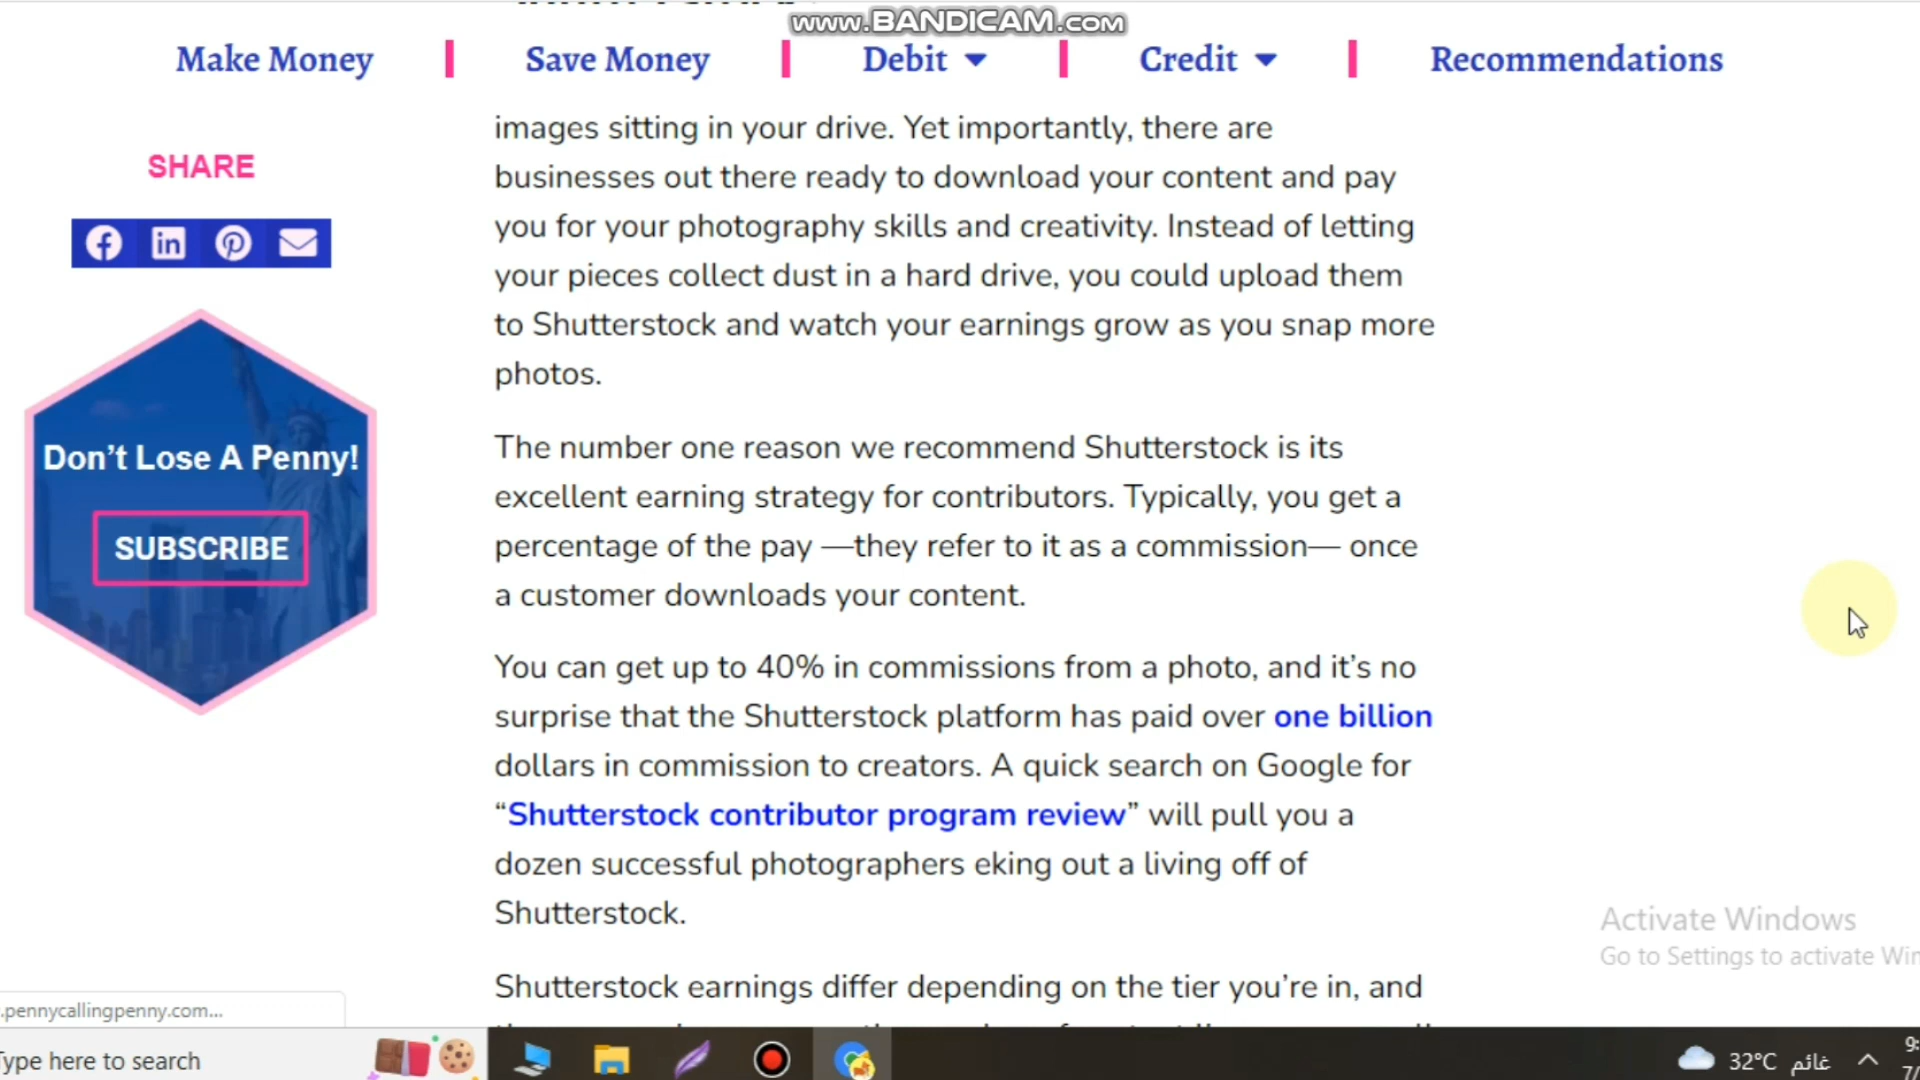 www.BANDICAM.com
Make Money
Save Money
Debit
Credit
Recommendations
SHARE
Don't Lose A Penny!
SUBSCRIBE
images sitting in your drive. Yet importantly, there are
businesses out there ready to download your content and pay
you for your photography skills and creativity. Instead of letting
your pieces collect dust in a hard drive, you could upload them
to Shutterstock and watch your earnings grow as you snap more
photos.
The number one reason we recommend Shutterstock is its
excellent earning strategy for contributors. Typically, you get a
percentage of the pay —they refer to it as a commission— once
a customer downloads your content.
You can get up to 40% in commissions from a photo, and it's no
surprise that the Shutterstock platform has paid over one billion
dollars in commission to creators. A quick search on Google for
“Shutterstock contributor program review” will pull you a
dozen successful photographers eking out a living off of
Shutterstock.
Shutterstock earnings differ depending on the tier you're in, and
Activate Windows
Go to Settings to activate Win
.pennycallingpenny.com...
Type here to search
32°C غائم